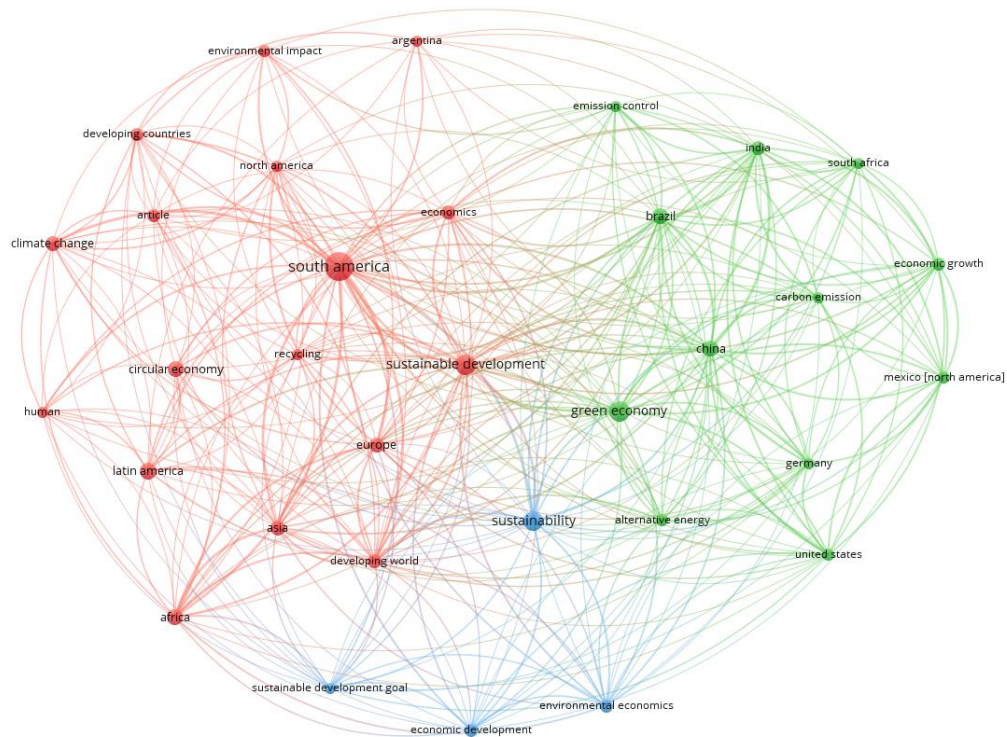 argentina
environmental impact
emission control
developing countries
india
south africa
north america
article
economics
brazil
climate change
south america
economic growth
carbon emission
china
recycling
sustainable development
circular economy
mexico [north america]
human
green economy
europe
latin america
germany
sustainability
alternative energy
asia
united states
developing world
africa
sustainable development goal
environmental economics
economic development